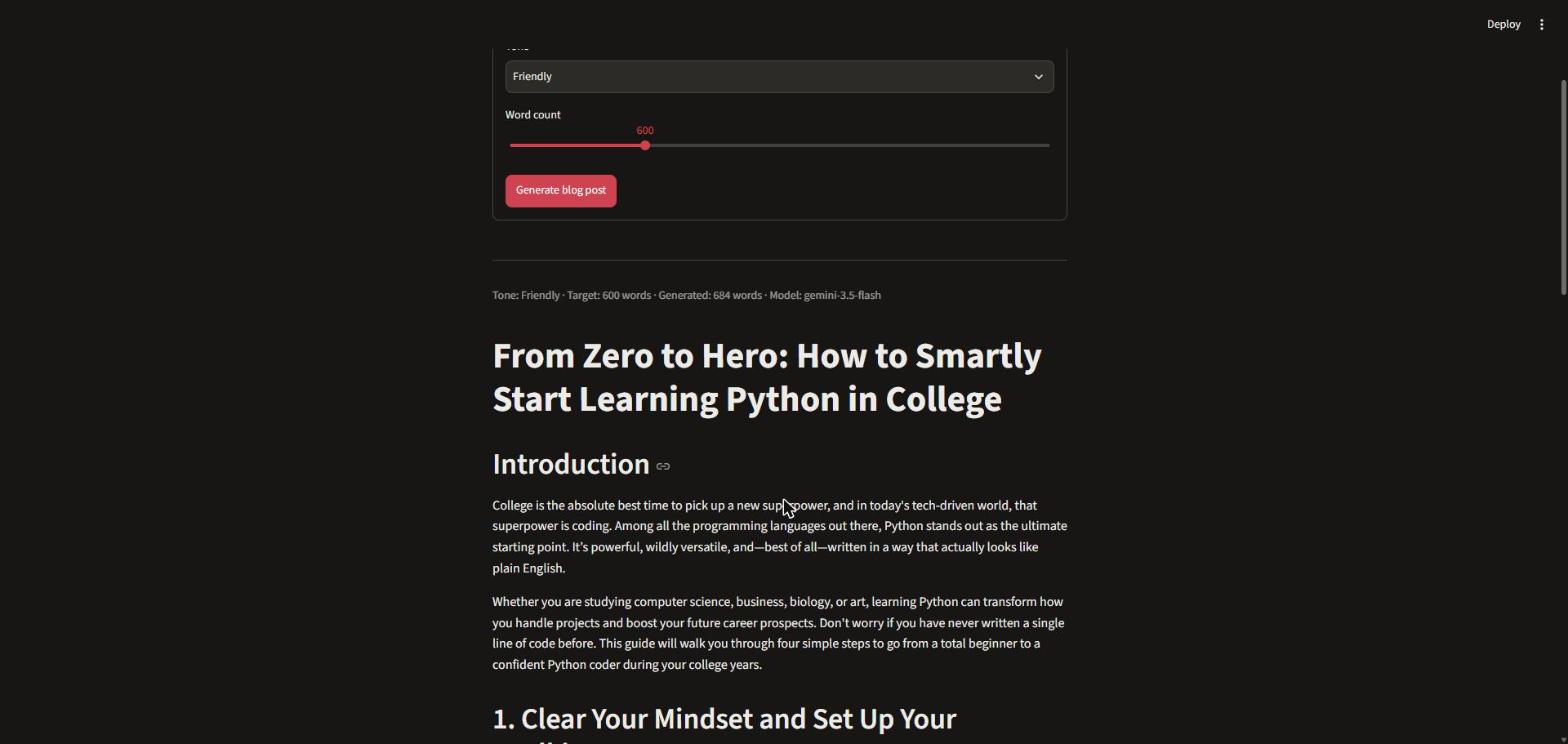 Deploy
Friendly
Word count
600
Generate blog post
Tone: Friendly · Target: 600 words · Generated: 684 words · Model: gemini-3.5-flash
From Zero to Hero: How to Smartly
Start Learning Python in College
Introduction
College is the absolute best time to pick up a new superpower, and in today's tech-driven world, that
superpower is coding. Among all the programming languages out there, Python stands out as the ultimate
starting point. It’s powerful, wildly versatile, and—best of all—written in a way that actually looks like
plain English.
Whether you are studying computer science, business, biology, or art, learning Python can transform how
you handle projects and boost your future career prospects. Don't worry if you have never written a single
line of code before. This guide will walk you through four simple steps to go from a total beginner to a
confident Python coder during your college years.
1. Clear Your Mindset and Set Up Your